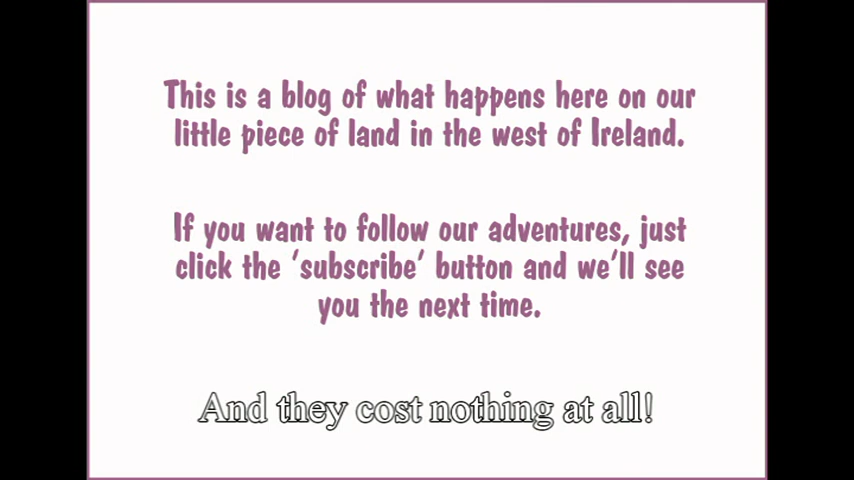 This is a blog of what happens here on our
little piece of land in the west of Ireland.
If you want to follow our adventures, just
click the ‘subscribe’ button and we’ll see
you the next time.
And they cost nothing at all!